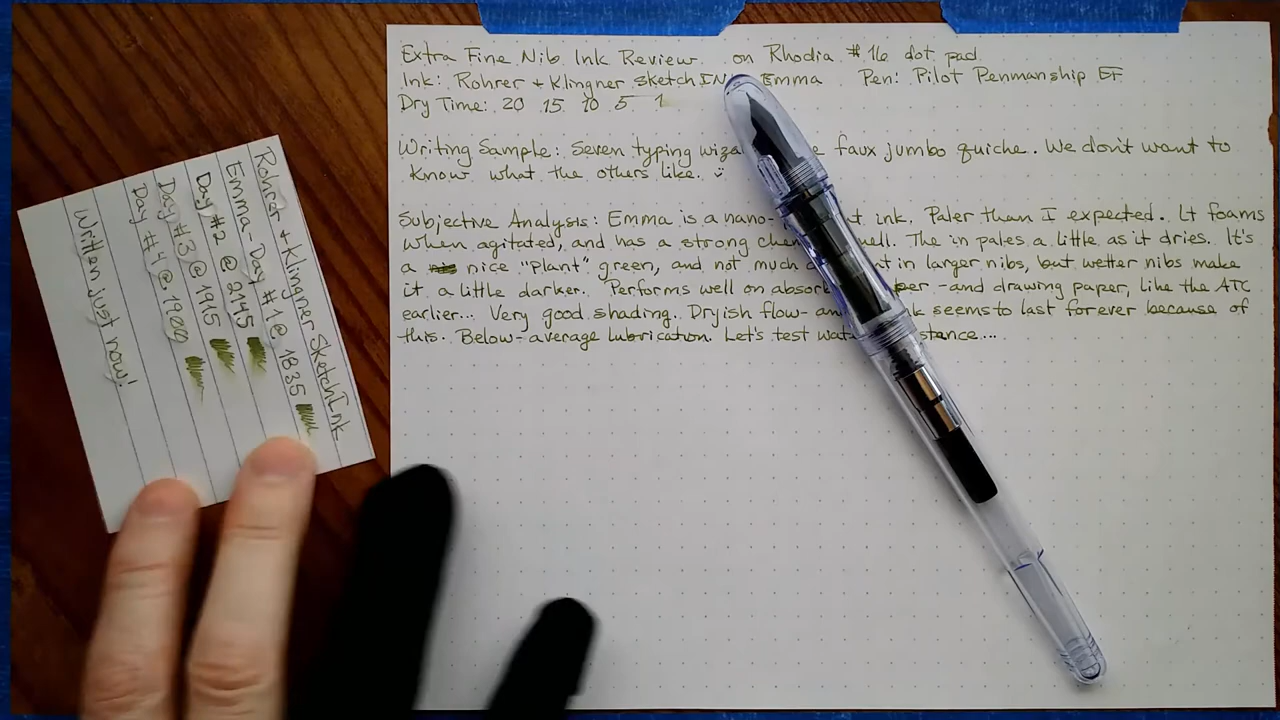 Extra Fine Nib Ink Review on Rhodia #16 dot pad
Ink: Rohrer + Klingner SketchIN Emma Pen: Pilot Penmanship EF
Dry Time: 20 15 10 5 1
Writing Sample: Seven typing wiza e faux jumbo quiche. We don't want to
know what the others like. :)
Subjective Analysis: Emma is a nano- t ink. Paler than I expected. It foams
when agitated, and has a strong che ell. The in pales a little as it dries. It's
a nice "plant" green, and not much d t in larger nibs, but wetter nibs make
it a little darker. Performs well on absor per - and drawing paper, like the ATC
earlier... Very good shading. Dryish flow- an k seems to last forever because of
this. Below-average lubrication. Let's test wat stance...
Rohrer + Klingner SketchInk
Emma - Day #1 @ 1835
Day #2 @ 2145
Day #3 @ 1915
Day #4 @ 1900
Written just now!